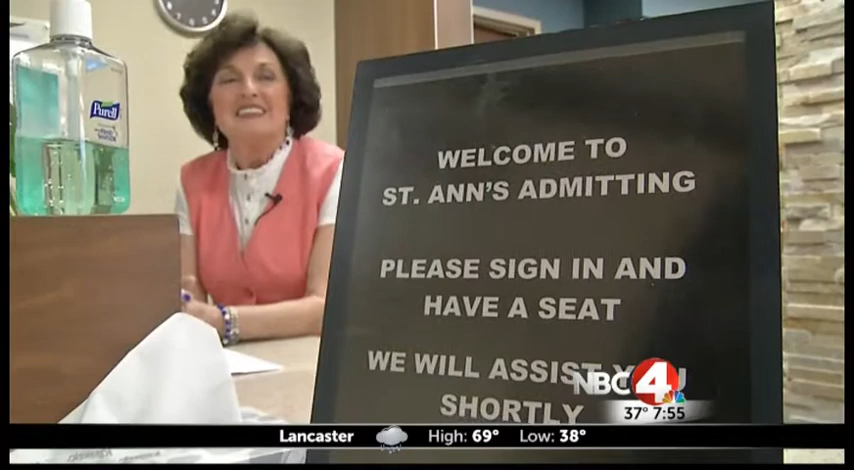 Purell
WELCOME TO
ST. ANN'S ADMITTING
PLEASE SIGN IN AND
HAVE A SEAT
WE WILL ASSIST
SHORTLY
NBC 4
37° 7:55
Lancaster High: 69° Low: 38°